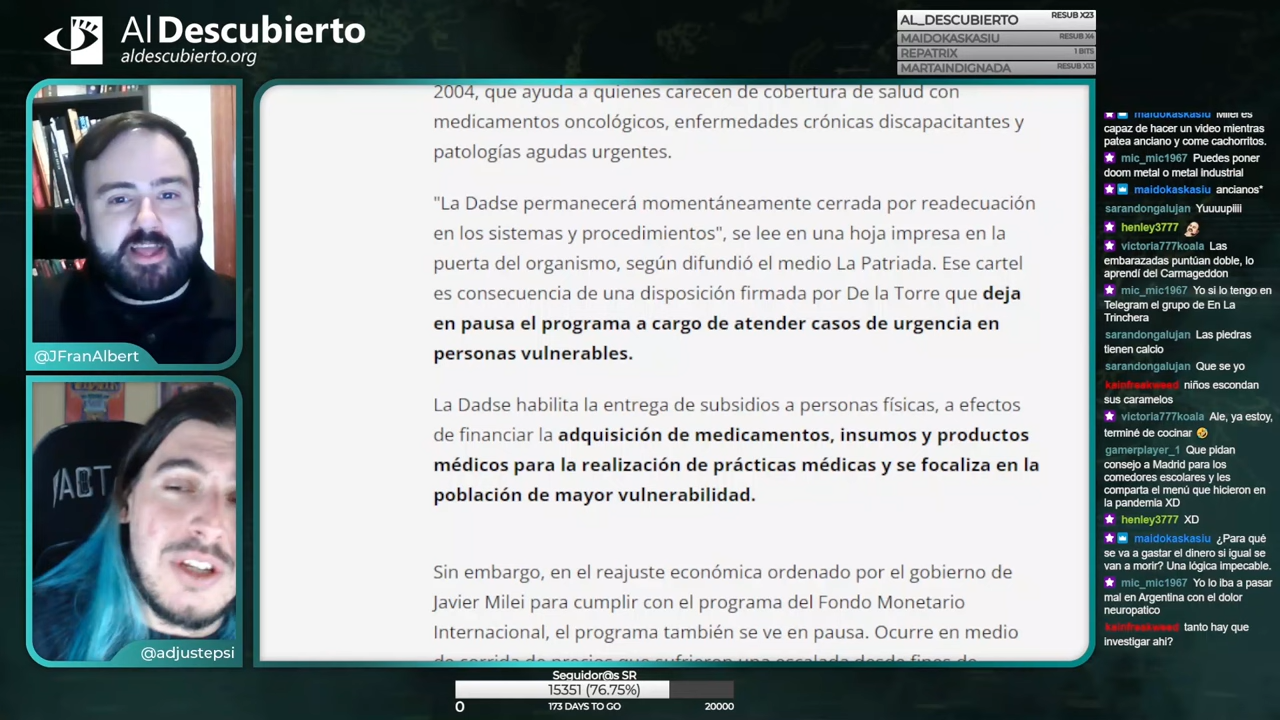 Al Descubierto
aldescubierto.org
AL_DESCUBIERTO RESUB X23
MAIDOKASKASIU RESUB X4
REPATRIX 1 BITS
MARTAINDIGNADA RESUB X13
@JFranAlbert
@adjustepsi
2004, que ayuda a quienes carecen de cobertura de salud con
medicamentos oncológicos, enfermedades crónicas discapacitantes y
patologías agudas urgentes.
"La Dadse permanecerá momentáneamente cerrada por readecuación
en los sistemas y procedimientos", se lee en una hoja impresa en la
puerta del organismo, según difundió el medio La Patriada. Ese cartel
es consecuencia de una disposición firmada por De la Torre que deja
en pausa el programa a cargo de atender casos de urgencia en
personas vulnerables.
La Dadse habilita la entrega de subsidios a personas físicas, a efectos
de financiar la adquisición de medicamentos, insumos y productos
médicos para la realización de prácticas médicas y se focaliza en la
población de mayor vulnerabilidad.
Sin embargo, en el reajuste económica ordenado por el gobierno de
Javier Milei para cumplir con el programa del Fondo Monetario
Internacional, el programa también se ve en pausa. Ocurre en medio
de corrida de precios que sufrieron una escalada desde fines de
maidokaskasiu Milei es
capaz de hacer un video mientras
patea anciano y come cachorritos.
mic_mic1967 Puedes poner
doom metal o metal industrial
maidokaskasiu ancianos*
sarandongalujan Yuuuupiiii
henley3777
victoria777koala Las
embarazadas puntúan doble, lo
aprendí del Carmageddon
mic_mic1967 Yo si lo tengo en
Telegram el grupo de En La
Trinchera
sarandongalujan Las piedras
tienen calcio
sarandongalujan Que se yo
kainfreakweed niños escondan
sus caramelos
victoria777koala Ale, ya estoy,
terminé de cocinar 🤣
gamerplayer_1 Que pidan
consejo a Madrid para los
comedores escolares y les
comparta el menú que hicieron en
la pandemia XD
henley3777 XD
maidokaskasiu ¿Para qué
se va a gastar el dinero si igual se
van a morir? Una lógica impecable.
mic_mic1967 Yo lo iba a pasar
mal en Argentina con el dolor
neuropatico
kainfreakweed tanto hay que
investigar ahi?
Seguidor@s SR
15351 (76.75%)
0 173 DAYS TO GO 20000